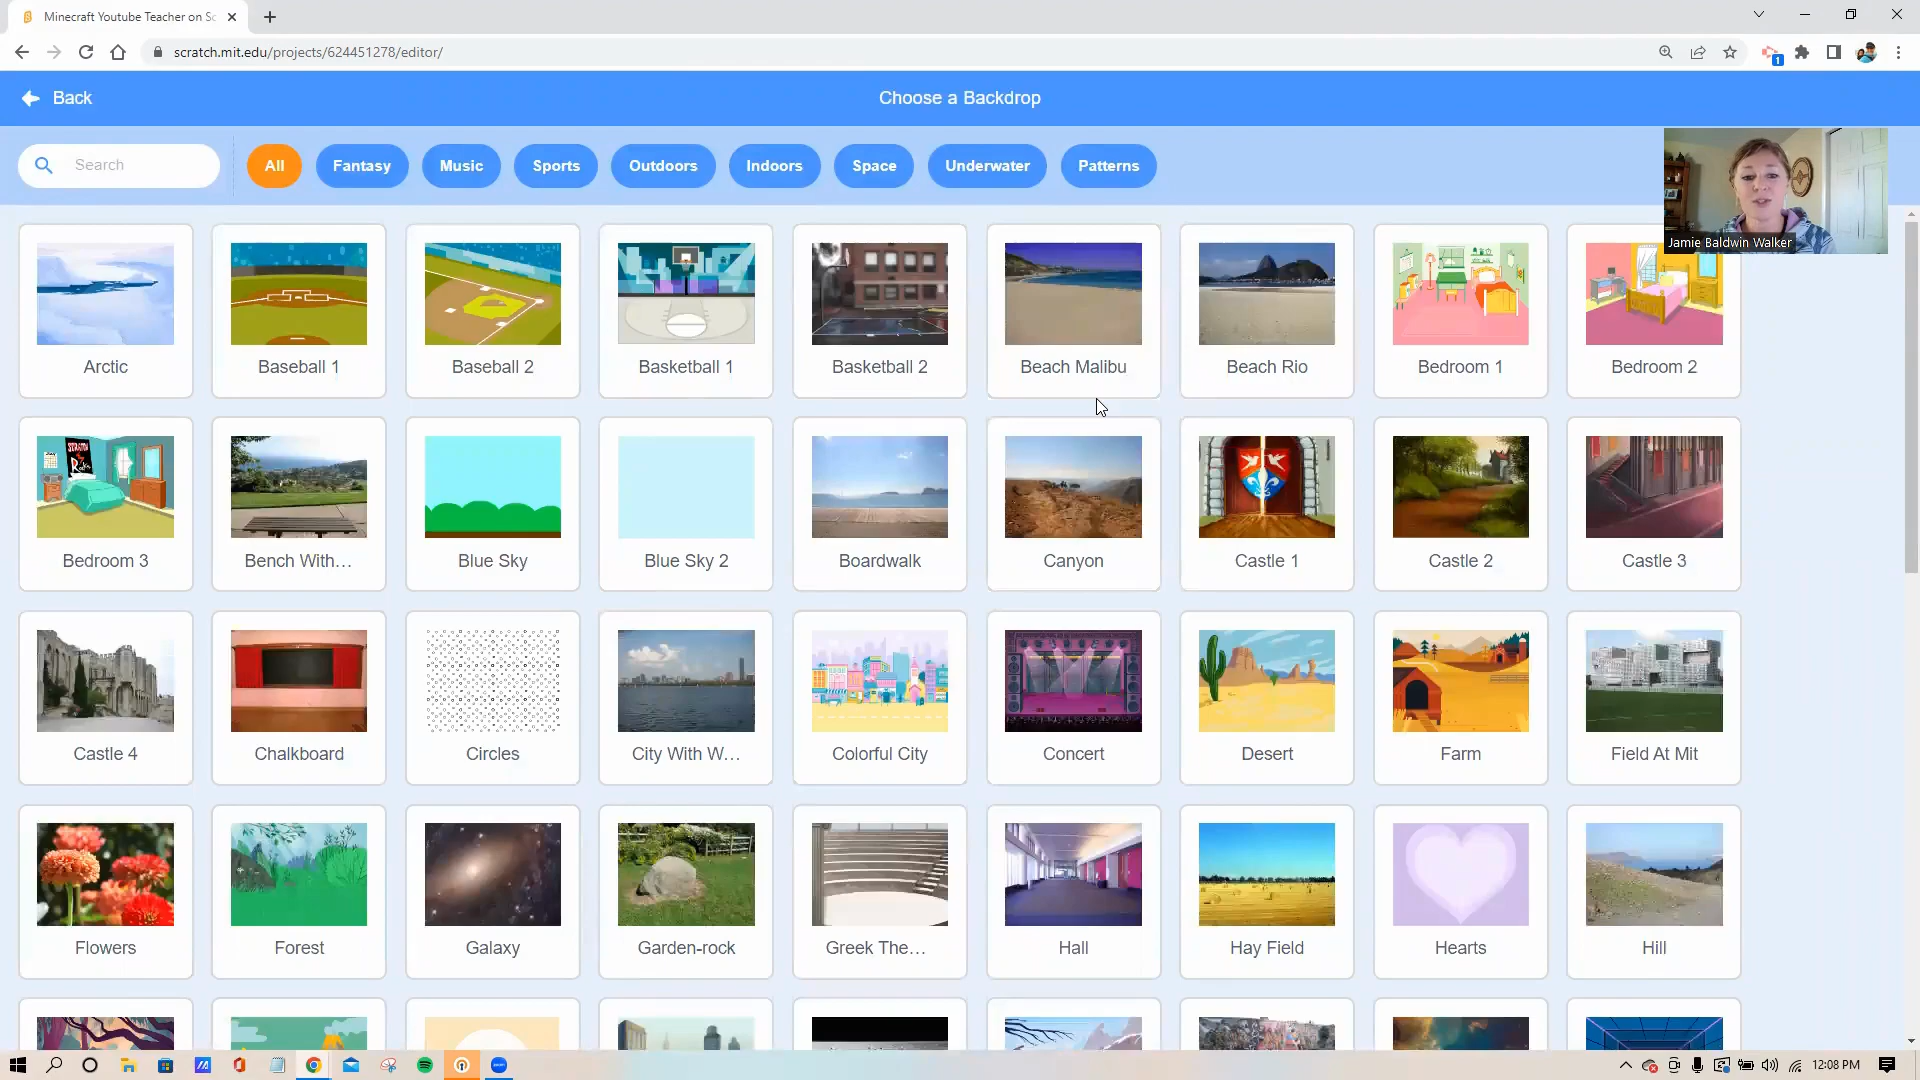 Minecraft Youtube Teacher on Sc
scratch.mit.edu/projects/624451278/editor/
1
Back
Choose a Backdrop
Search
All
Fantasy
Music
Sports
Outdoors
Indoors
Space
Underwater
Patterns
Jamie Baldwin Walker
Arctic
Baseball 1
Baseball 2
Basketball 1
Basketball 2
Beach Malibu
Beach Rio
Bedroom 1
Bedroom 2
Bedroom 3
Bench With...
Blue Sky
Blue Sky 2
Boardwalk
Canyon
Castle 1
Castle 2
Castle 3
Castle 4
Chalkboard
Circles
City With W...
Colorful City
Concert
Desert
Farm
Field At Mit
Flowers
Forest
Galaxy
Garden-rock
Greek The...
Hall
Hay Field
Hearts
Hill
12:08 PM